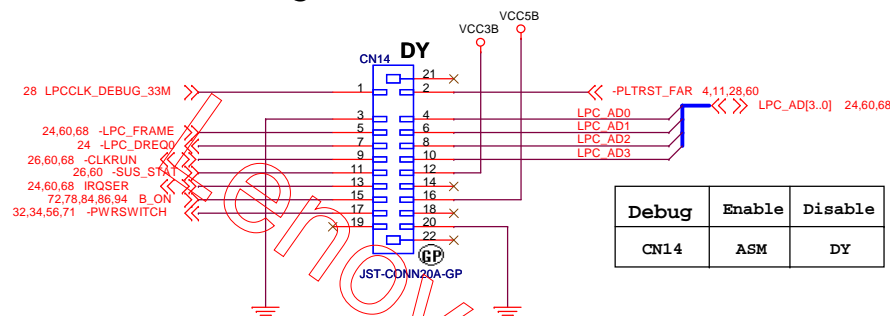 VCC5B
VCC3B
CN14 DY
21
28 LPCCLK_DEBUG_33M 1 2 -PLTRST_FAR 4,11,28,60
LPC_AD[3..0] 24,60,68
3 4 LPC_AD0
24,60,68 -LPC_FRAME 5 6 LPC_AD1
24 -LPC_DREQ0 7 8 LPC_AD2
26,60,68 -CLKRUN 9 10 LPC_AD3
26,60 -SUS_STAT 11 12
24,60,68 IRQSER 13 14
72,78,84,86,94 B_ON 15 16
32,34,56,71 -PWRSWITCH 17 18
19 20
22
GP
JST-CONN20A-GP
Debug Enable Disable
CN14 ASM DY